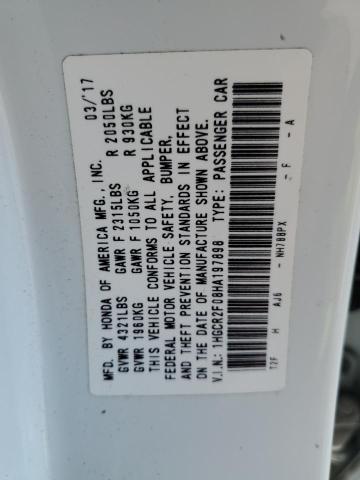 MFD. BY HONDA OF AMERICA MFG., INC. 03/17
GVWR 4321LBS GAWR F 2315LBS R 2050LBS
GVWR 1960KG GAWR F 1050KG R 930KG
THIS VEHICLE CONFORMS TO ALL APPLICABLE
FEDERAL MOTOR VEHICLE SAFETY, BUMPER,
AND THEFT PREVENTION STANDARDS IN EFFECT
ON THE DATE OF MANUFACTURE SHOWN ABOVE.
V.I.N.: 1HGCR2F08HA197898 TYPE: PASSENGER CAR
T2F H AJ6 - NH788PX - F - A